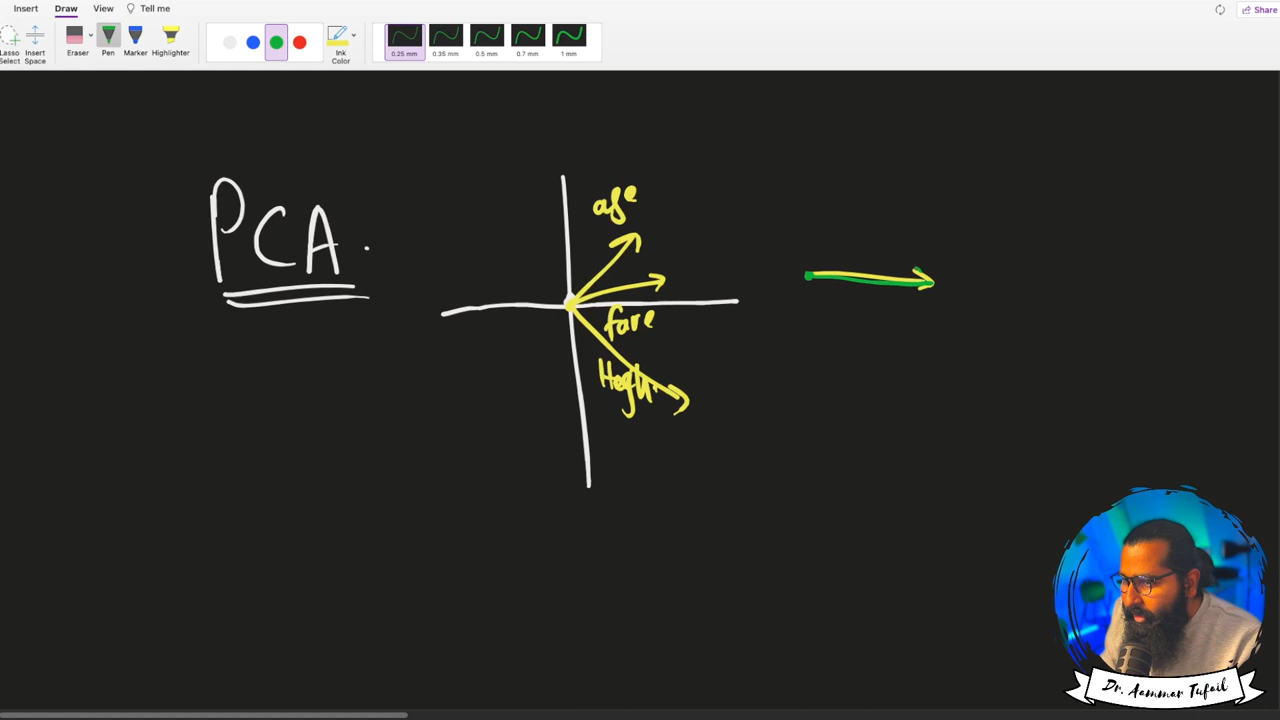 Insert Draw View Tell me
Share
Lasso Select
Insert Space
Eraser
Pen
Marker
Highlighter
Ink Color
0.25 mm
0.35 mm
0.5 mm
0.7 mm
1 mm
PCA.
age
fare
Dr. Aammar Tufail